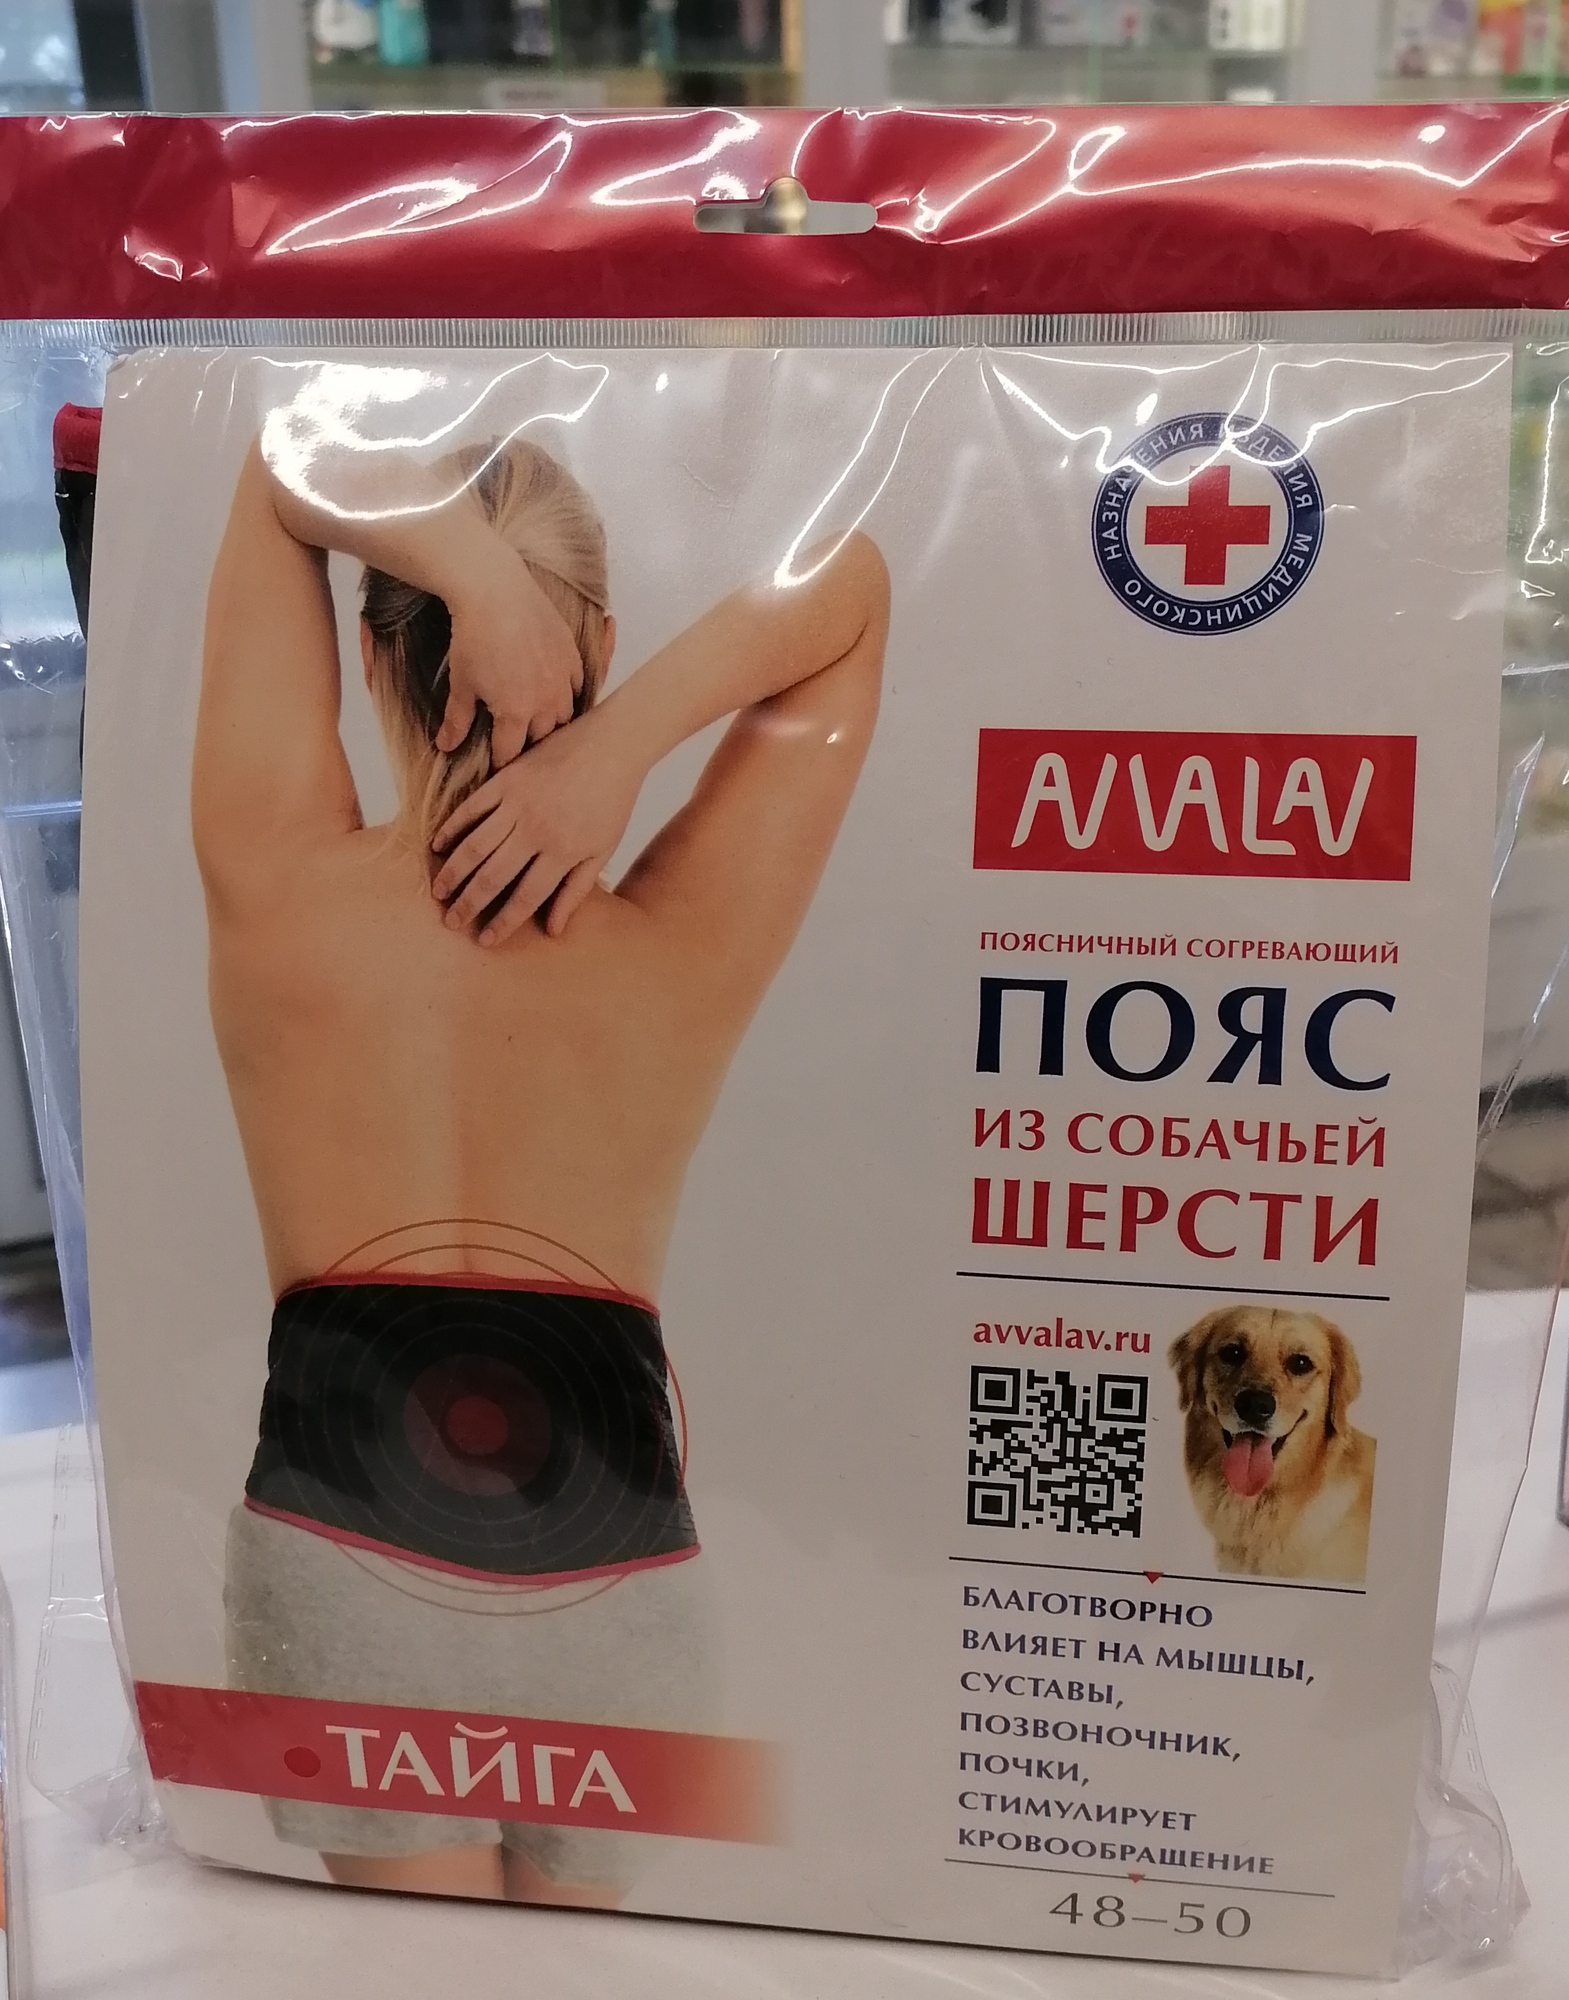 ИЗДЕЛИЯ МЕДИЦИНСКОГО НАЗНАЧЕНИЯ
AVVALAV
ПОЯСНИЧНЫЙ СОГРЕВАЮЩИЙ
ПОЯС
ИЗ СОБАЧЬЕЙ
ШЕРСТИ
avvalav.ru
БЛАГОТВОРНО
ВЛИЯЕТ НА МЫШЦЫ,
СУСТАВЫ,
ПОЗВОНОЧНИК,
ПОЧКИ,
СТИМУЛИРУЕТ
КРОВООБРАЩЕНИЕ
48–50
ТАЙГА